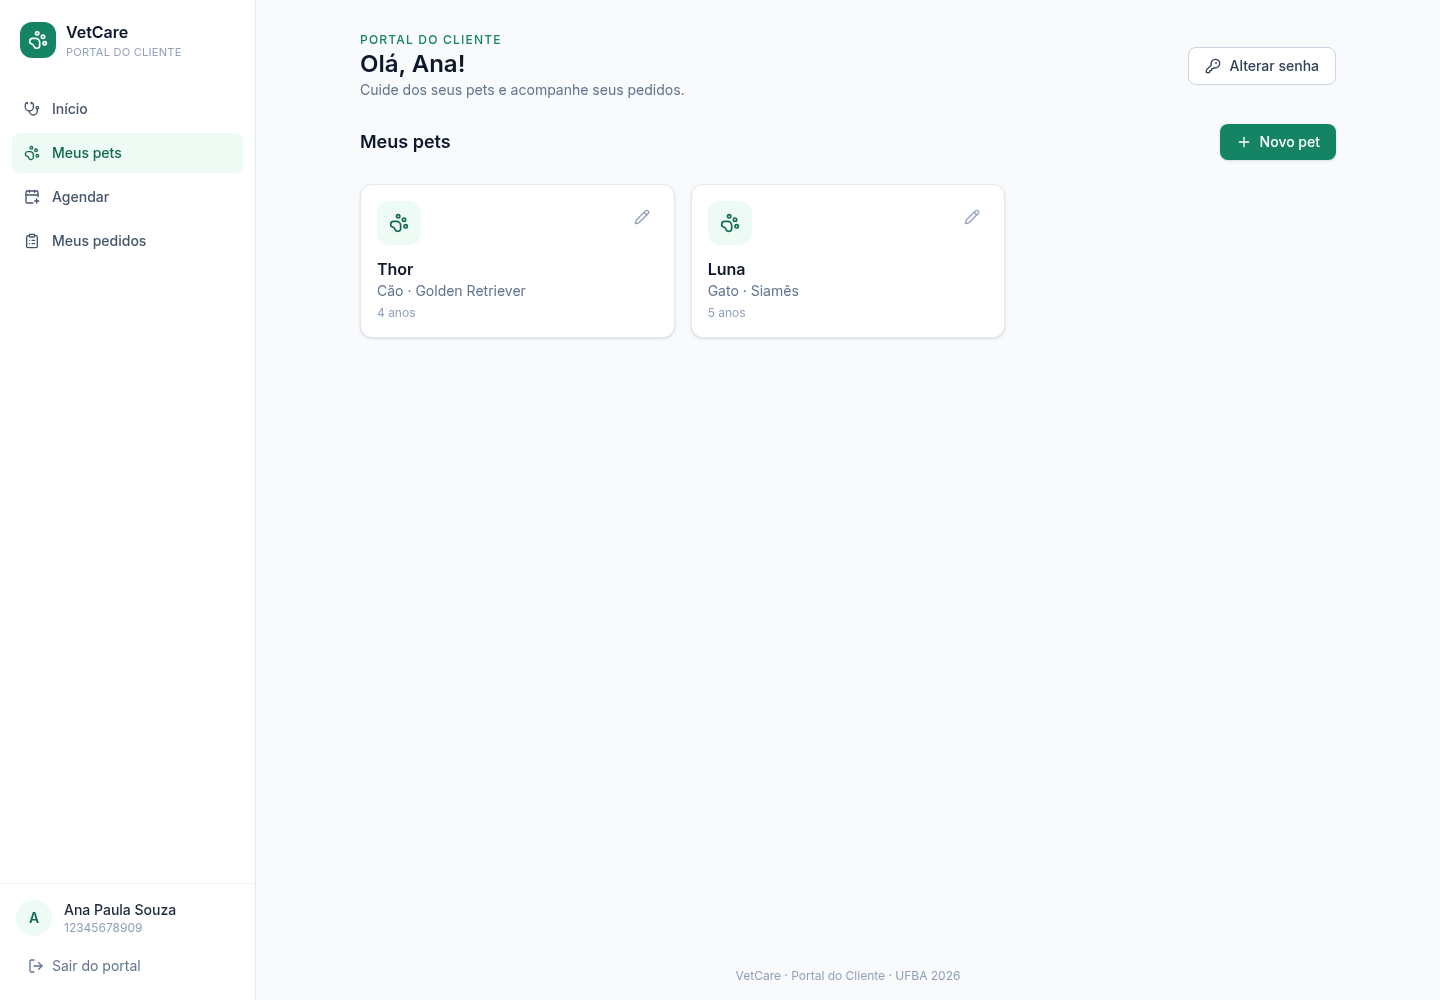 VetCare
PORTAL DO CLIENTE
Início
Meus pets
Agendar
Meus pedidos
Ana Paula Souza
A
12345678909
Sair do portal
PORTAL DO CLIENTE
Olá, Ana!
Cuide dos seus pets e acompanhe seus pedidos.
Alterar senha
Meus pets
Novo pet
Thor
Cão · Golden Retriever
4 anos
Luna
Gato · Siamês
5 anos
VetCare · Portal do Cliente · UFBA 2026